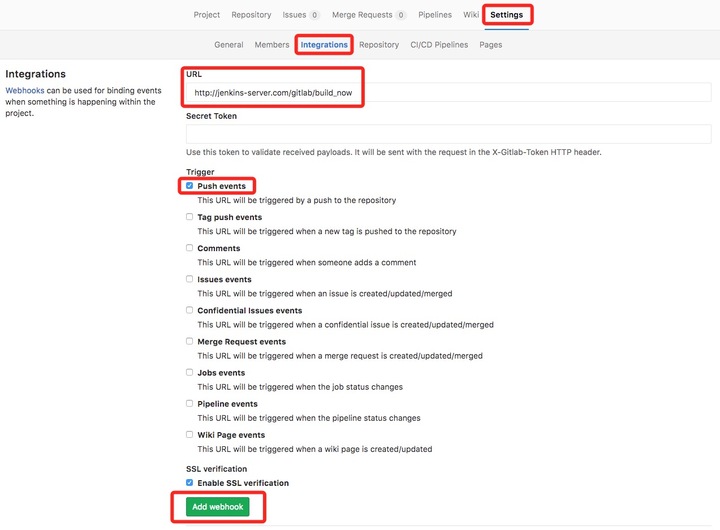 Project Repository Issues 0 Merge Requests 0 Pipelines Wiki Settings
General Members Integrations Repository CI/CD Pipelines Pages
Integrations
Webhooks can be used for binding events
when something is happening within the
project.
URL
http://jenkins-server.com/gitlab/build_now
Secret Token
Use this token to validate received payloads. It will be sent with the request in the X-Gitlab-Token HTTP header.
Trigger
Push events
This URL will be triggered by a push to the repository
Tag push events
This URL will be triggered when a new tag is pushed to the repository
Comments
This URL will be triggered when someone adds a comment
Issues events
This URL will be triggered when an issue is created/updated/merged
Confidential Issues events
This URL will be triggered when a confidential issue is created/updated/merged
Merge Request events
This URL will be triggered when a merge request is created/updated/merged
Jobs events
This URL will be triggered when the job status changes
Pipeline events
This URL will be triggered when the pipeline status changes
Wiki Page events
This URL will be triggered when a wiki page is created/updated
SSL verification
Enable SSL verification
Add webhook